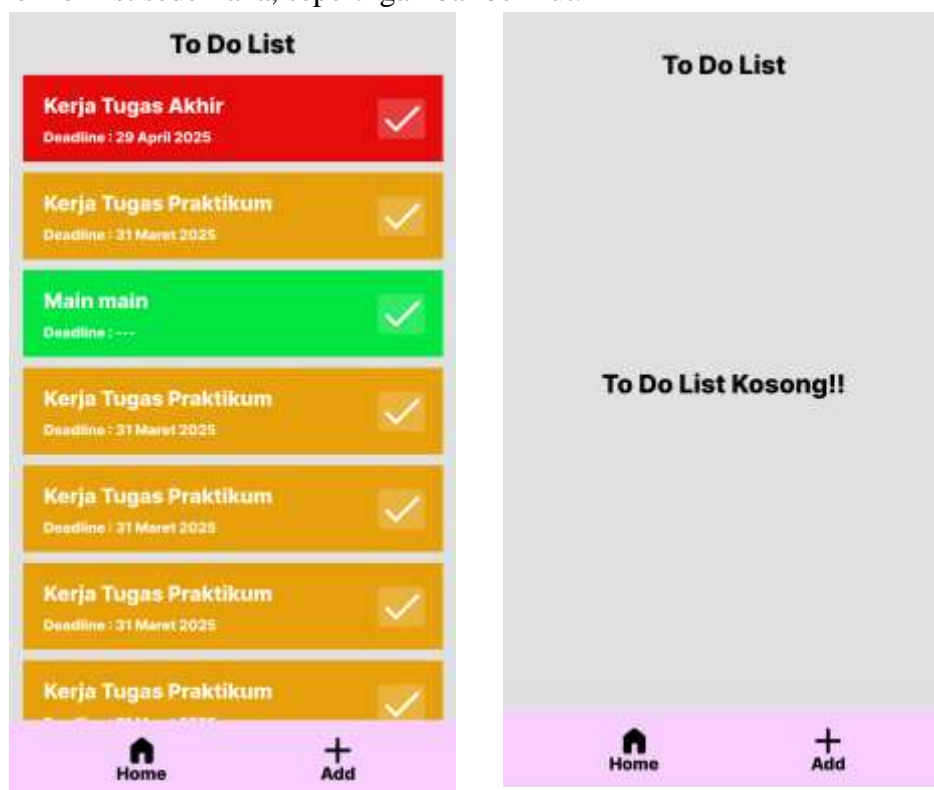 To Do List
Kerja Tugas Akhir
Deadline : 29 April 2025
Kerja Tugas Praktikum
Deadline : 31 Maret 2025
Main main
Deadline : ---
Kerja Tugas Praktikum
Deadline : 31 Maret 2025
Kerja Tugas Praktikum
Deadline : 31 Maret 2025
Kerja Tugas Praktikum
Deadline : 31 Maret 2025
Kerja Tugas Praktikum
Home
Add
To Do List
To Do List Kosong!!
Home
Add